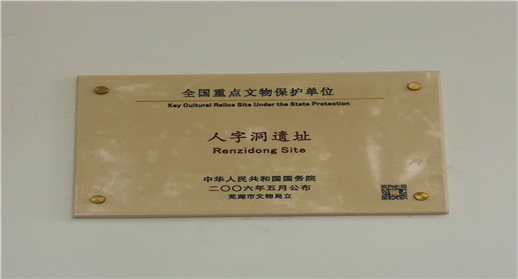 全国重点文物保护单位
Key Cultural Relics Site Under the State Protection
人字洞遗址
Renzidong Site
中华人民共和国国务院
二〇〇六年五月公布
芜湖市文物局立